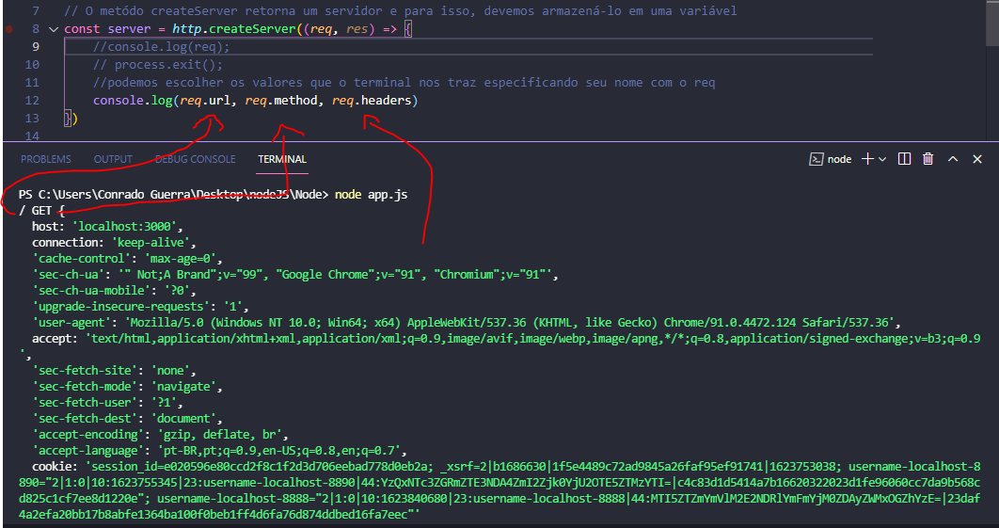 7 // O metódo createServer retorna um servidor e para isso, devemos armazená-lo em uma variável
8 const server = http.createServer((req, res) => {
9 //console.log(req);
10 // process.exit();
11 //podemos escolher os valores que o terminal nos traz especificando seu nome com o req
12 console.log(req.url, req.method, req.headers)
13 })
14
PROBLEMS OUTPUT DEBUG CONSOLE TERMINAL node
PS C:\Users\Conrado Guerra\Desktop\nodeJS\Node> node app.js
/ GET {
host: 'localhost:3000',
connection: 'keep-alive',
'cache-control': 'max-age=0',
'sec-ch-ua': '" Not;A Brand";v="99", "Google Chrome";v="91", "Chromium";v="91"',
'sec-ch-ua-mobile': '?0',
'upgrade-insecure-requests': '1',
'user-agent': 'Mozilla/5.0 (Windows NT 10.0; Win64; x64) AppleWebKit/537.36 (KHTML, like Gecko) Chrome/91.0.4472.124 Safari/537.36',
accept: 'text/html,application/xhtml+xml,application/xml;q=0.9,image/avif,image/webp,image/apng,*/*;q=0.8,application/signed-exchange;v=b3;q=0.9
',
'sec-fetch-site': 'none',
'sec-fetch-mode': 'navigate',
'sec-fetch-user': '?1',
'sec-fetch-dest': 'document',
'accept-encoding': 'gzip, deflate, br',
'accept-language': 'pt-BR,pt;q=0.9,en-US;q=0.8,en;q=0.7',
cookie: 'session_id=e020596e80ccd2f8c1f2d3d706eebad778d0eb2a; _xsrf=2|b1686630|1f5e4489c72ad9845a26faf95ef91741|1623753038; username-localhost-8
890="2|1:0|10:1623755345|23:username-localhost-8890|44:YzQxNTc3ZGRmZTE3NDA4ZmI2Zjk0YjU2OTE5ZTMzYTI=|c4c83d1d5414a7b16620322023d1fe96060cc7da9b568c
d825c1cf7ee8d1220e"; username-localhost-8888="2|1:0|10:1623840680|23:username-localhost-8888|44:MTI5ZTZmYmVlM2E2NDRlYmFmYjM0ZDAyZWMxOGZhYzE=|23daf
4a2efa20bb17b8abfe1364ba100f0beb1ff4d6fa76d874ddbed16fa7eec"'